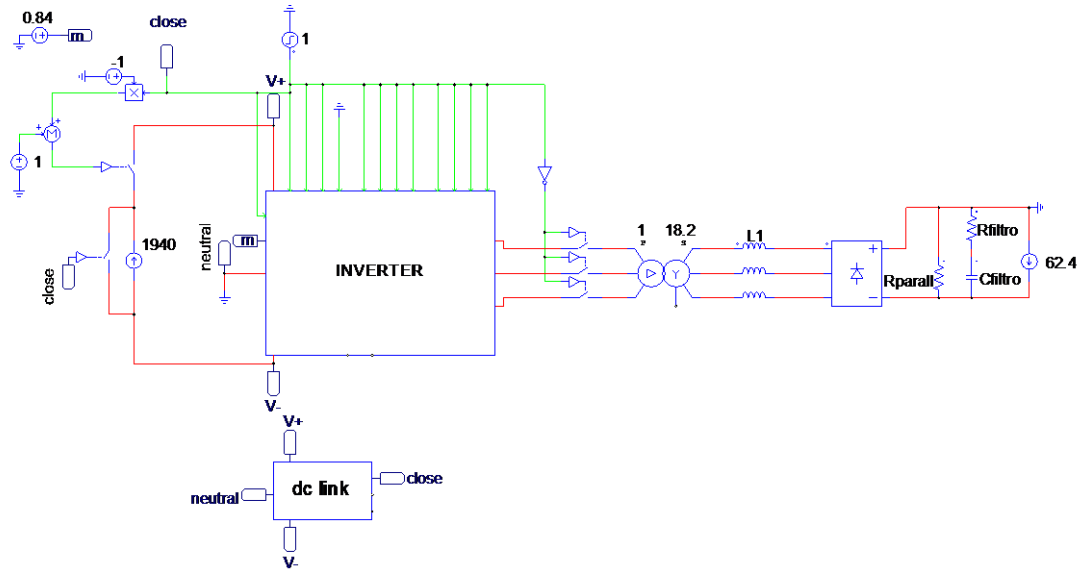 0.84
m
close
1
-1
V+
M
1
1940
close
neutral
m
INVERTER
1
18.2
L1
Y
+
−
Rparall
Rfiltro
Cfiltro
62.4
V-
V+
neutral
dc link
close
V-